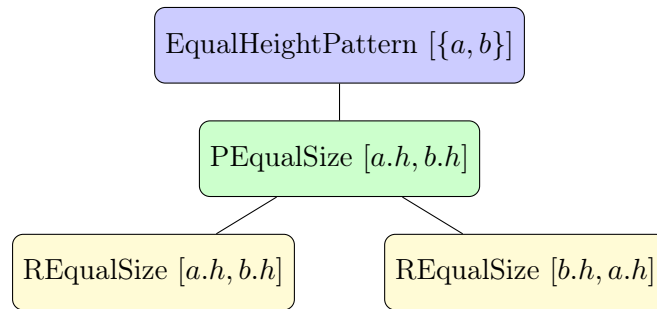 EqualHeightPattern [{a, b}]
PEqualSize [a.h, b.h]
REqualSize [a.h, b.h]
REqualSize [b.h, a.h]